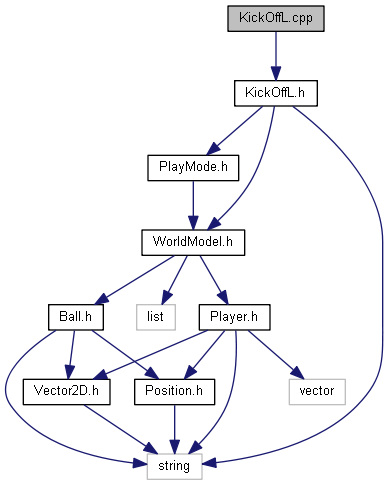 KickOffL.cpp
KickOffL.h
PlayMode.h
WorldModel.h
Ball.h
list
Player.h
Vector2D.h
Position.h
vector
string